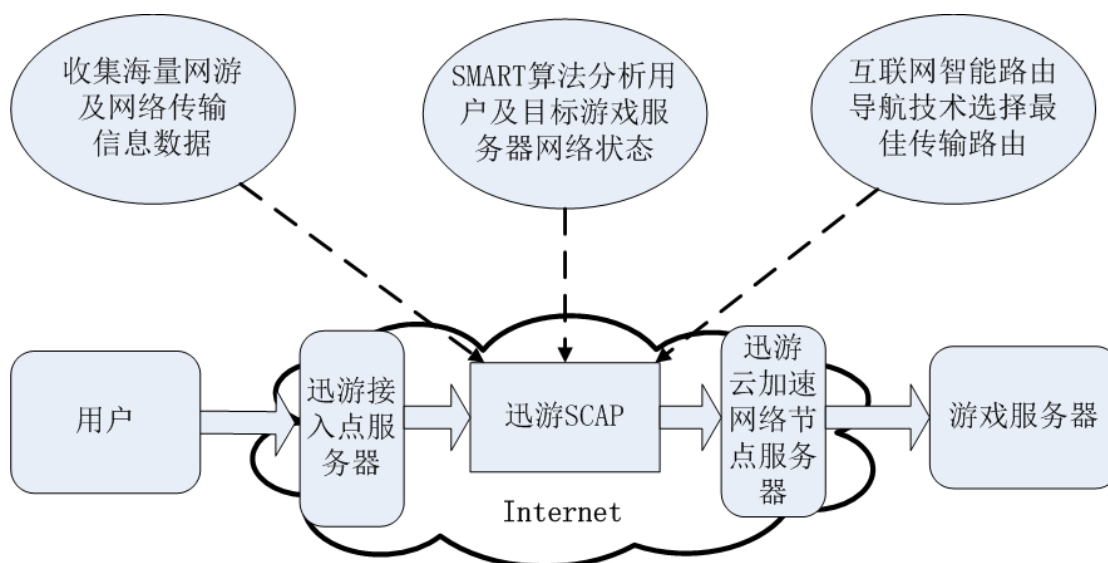 收集海量网游
及网络传输
信息数据
SMART算法分析用
户及目标游戏服
务器网络状态
互联网智能路由
导航技术选择最
佳传输路由
用户
迅游接
入点服
务器
迅游SCAP
迅游
云加速
网络节
点服务
器
游戏服务器
Internet